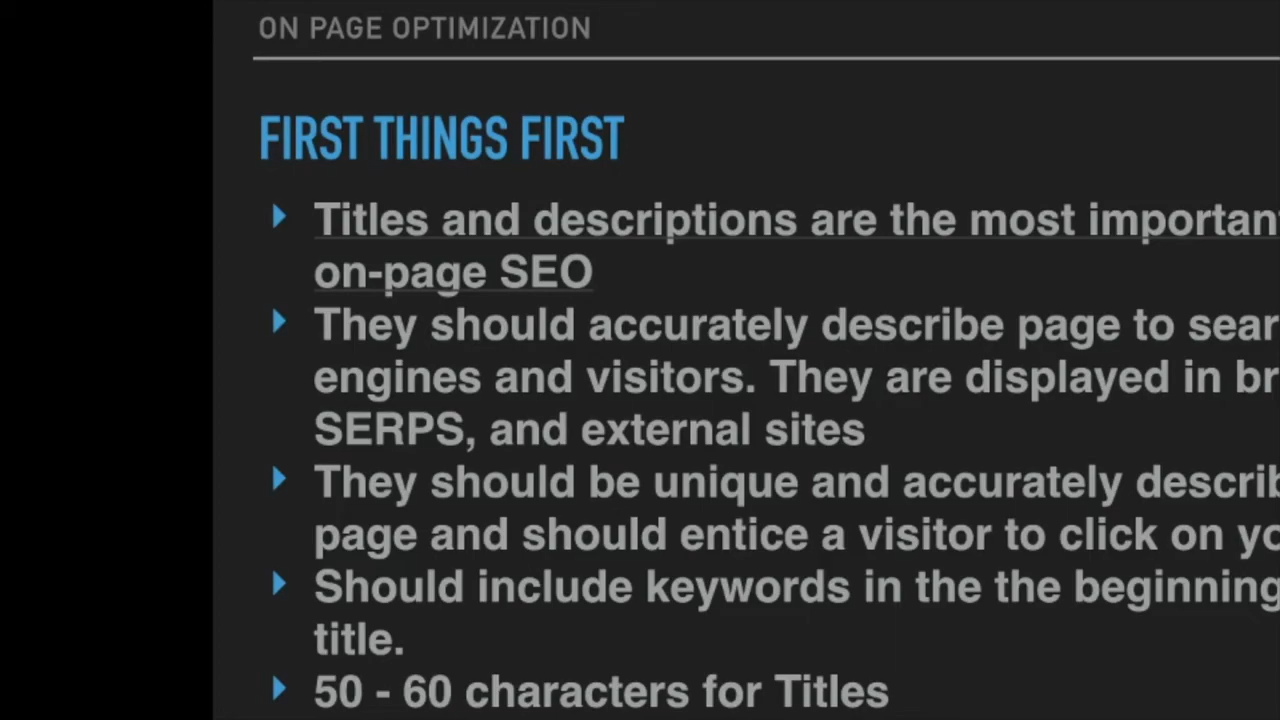 ON PAGE OPTIMIZATION
FIRST THINGS FIRST
Titles and descriptions are the most
on-page SEO
They should accurately describe page to
engines and visitors. They are displayed in
SERPS, and external sites
They should be unique and accurately
page and should entice a visitor to click on
Should include keywords in the the beginning
title.
50 - 60 characters for Titles